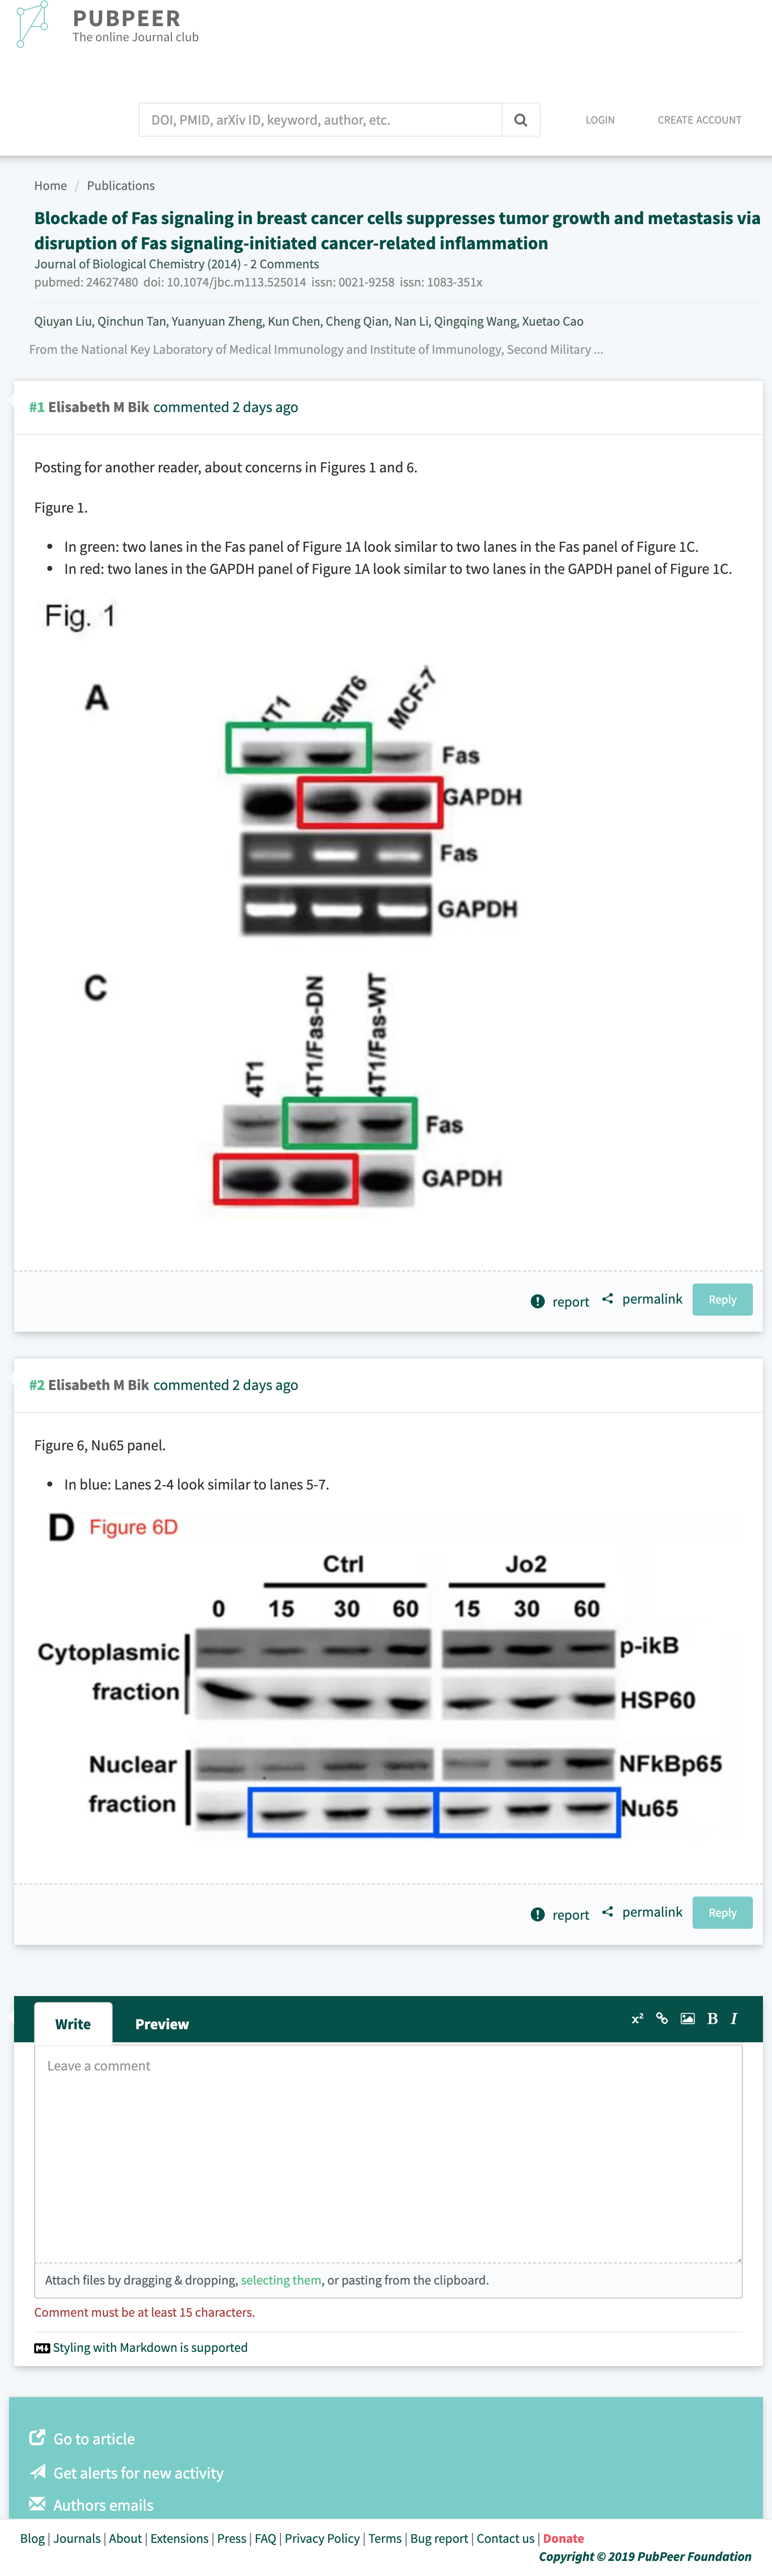 PUBPEER
The online Journal club
DOI, PMID, arXiv ID, keyword, author, etc.
LOGIN CREATE ACCOUNT
Home / Publications
Blockade of Fas signaling in breast cancer cells suppresses tumor growth and metastasis via
disruption of Fas signaling-initiated cancer-related inflammation
Journal of Biological Chemistry (2014) - 2 Comments
pubmed: 24627480 doi: 10.1074/jbc.m113.525014 issn: 0021-9258 issn: 1083-351x
Qiuyan Liu, Qinchun Tan, Yuanyuan Zheng, Kun Chen, Cheng Qian, Nan Li, Qingqing Wang, Xuetao Cao
From the National Key Laboratory of Medical Immunology and Institute of Immunology, Second Military ...
#1 Elisabeth M Bik commented 2 days ago
Posting for another reader, about concerns in Figures 1 and 6.
Figure 1.
• In green: two lanes in the Fas panel of Figure 1A look similar to two lanes in the Fas panel of Figure 1C.
• In red: two lanes in the GAPDH panel of Figure 1A look similar to two lanes in the GAPDH panel of Figure 1C.
Fig. 1
A
4T1 EMT6 MCF-7
Fas
GAPDH
Fas
GAPDH
C
4T1 4T1/Fas-DN 4T1/Fas-WT
Fas
GAPDH
report permalink Reply
#2 Elisabeth M Bik commented 2 days ago
Figure 6, Nu65 panel.
• In blue: Lanes 2-4 look similar to lanes 5-7.
D Figure 6D
Ctrl Jo2
0 15 30 60 15 30 60
Cytoplasmic p-ikB
fraction HSP60
Nuclear NFkBp65
fraction Nu65
report permalink Reply
Write Preview x² B I
Leave a comment
Attach files by dragging & dropping, selecting them, or pasting from the clipboard.
Comment must be at least 15 characters.
M Styling with Markdown is supported
Go to article
Get alerts for new activity
Authors emails
Blog | Journals | About | Extensions | Press | FAQ | Privacy Policy | Terms | Bug report | Contact us | Donate
Copyright © 2019 PubPeer Foundation